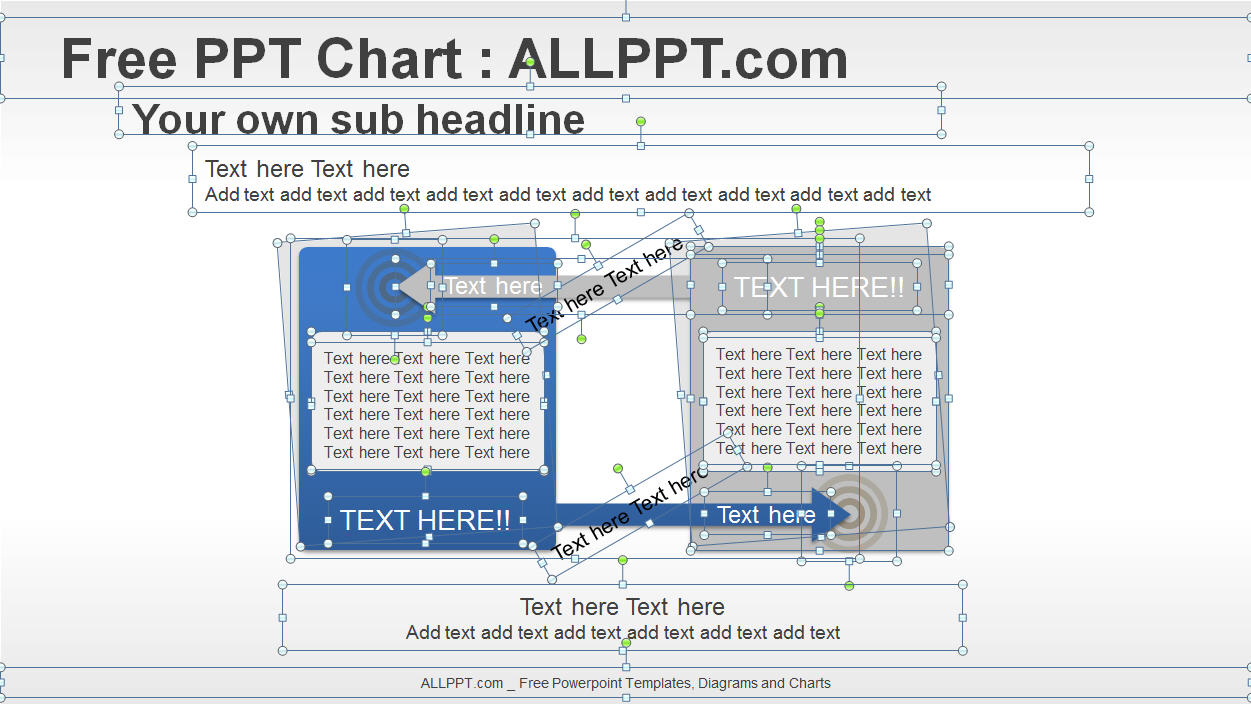 Free PPT Chart : ALLPPT.com
Your own sub headline
Text here Text here
Add text add text add text add text add text add text add text add text add text add text
Text here
Text here Text here
TEXT HERE!!
Text here Text here Text here
Text here Text here Text here
Text here Text here Text here
Text here Text here Text here
Text here Text here Text here
Text here Text here Text here
Text here Text here Text here
Text here Text here Text here
Text here Text here Text here
Text here Text here Text here
Text here Text here Text here
Text here Text here Text here
TEXT HERE!!
Text here Text here
Text here
Text here Text here
Add text add text add text add text add text add text
ALLPPT.com _ Free Powerpoint Templates, Diagrams and Charts